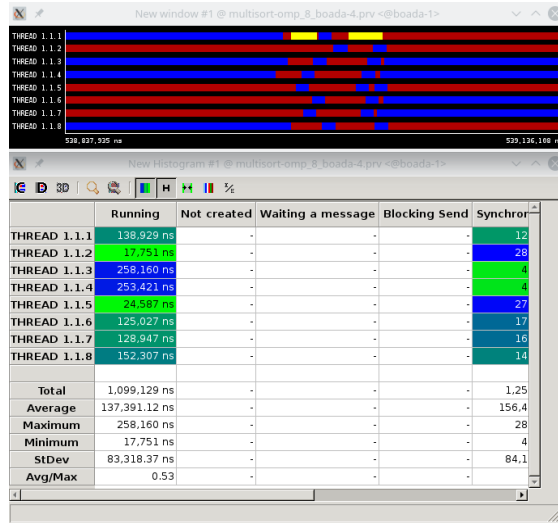 New window #1 @ multisort-omp_8_boada-4.prv <@boada-1>
THREAD 1.1.1
THREAD 1.1.2
THREAD 1.1.3
THREAD 1.1.4
THREAD 1.1.5
THREAD 1.1.6
THREAD 1.1.7
THREAD 1.1.8
538,837,935 ns 539,136,108 n
New Histogram #1 @ multisort-omp_8_boada-4.prv <@boada-1>
IC D 3D H ½
Running Not created Waiting a message Blocking Send Synchror
THREAD 1.1.1 138,929 ns - - - 12
THREAD 1.1.2 17,751 ns - - - 28
THREAD 1.1.3 258,160 ns - - - 4
THREAD 1.1.4 253,421 ns - - - 4
THREAD 1.1.5 24,587 ns - - - 27
THREAD 1.1.6 125,027 ns - - - 17
THREAD 1.1.7 128,947 ns - - - 16
THREAD 1.1.8 152,307 ns - - - 14
Total 1,099,129 ns - - - 1,25
Average 137,391.12 ns - - - 156,4
Maximum 258,160 ns - - - 28
Minimum 17,751 ns - - - 4
StDev 83,318.37 ns - - - 84,1
Avg/Max 0.53 - - -